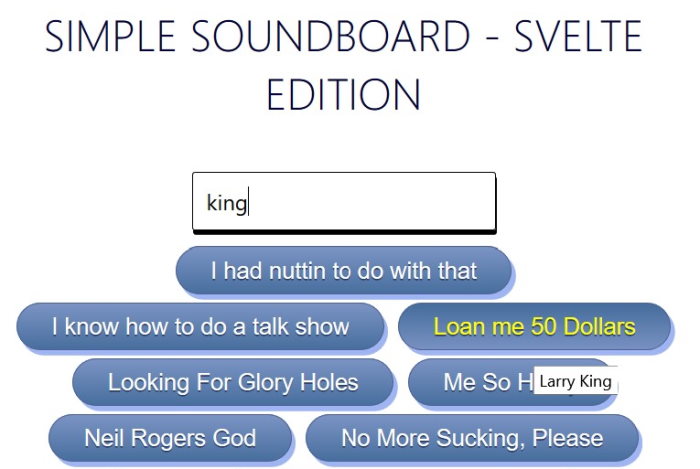 SIMPLE SOUNDBOARD - SVELTE
EDITION
king
I had nuttin to do with that
I know how to do a talk show
Loan me 50 Dollars
Looking For Glory Holes
Me So
Larry King
Neil Rogers God
No More Sucking, Please